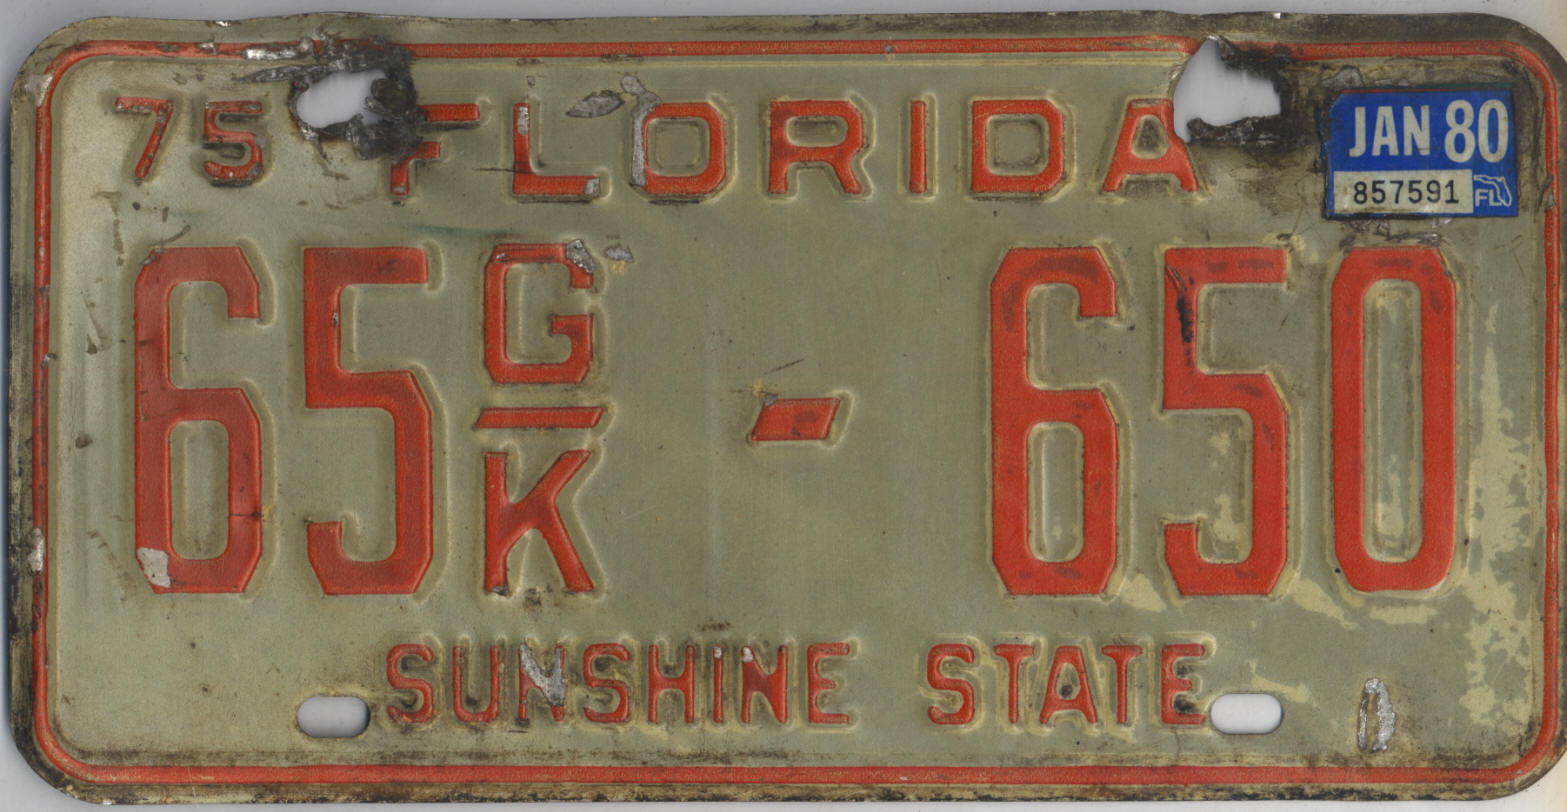 75 FLORIDA
JAN 80
857591 FL
65 G/K - 650
SUNSHINE STATE